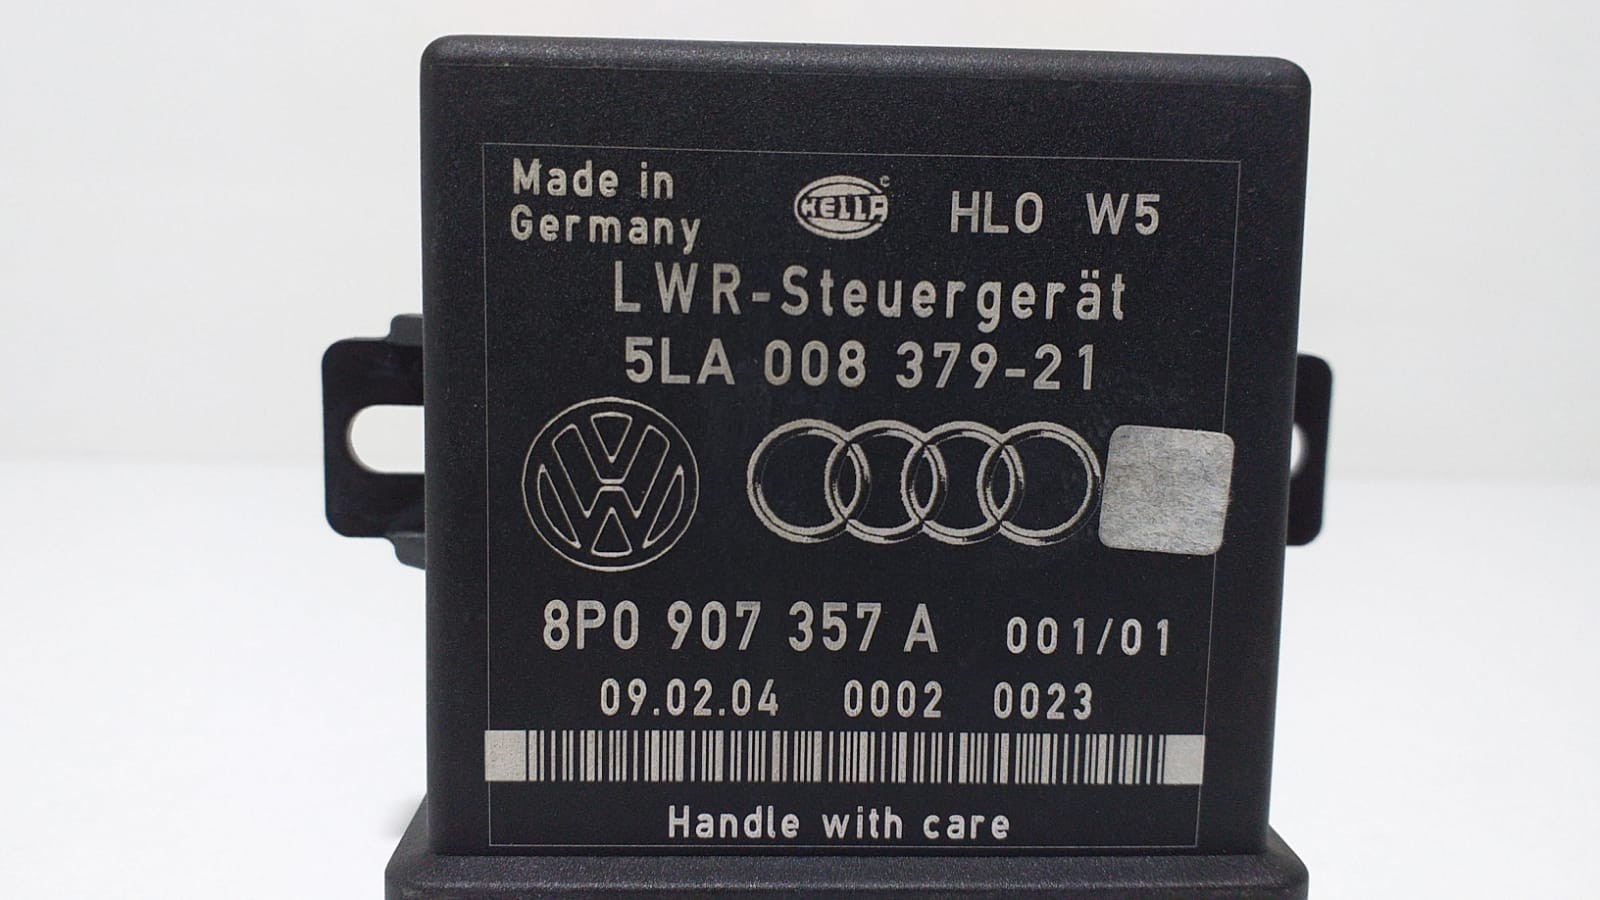 Made in
Germany
HELLA HLO W5
LWR-Steuergerät
5LA 008 379-21
8P0 907 357 A 001/01
09.02.04 0002 0023
Handle with care